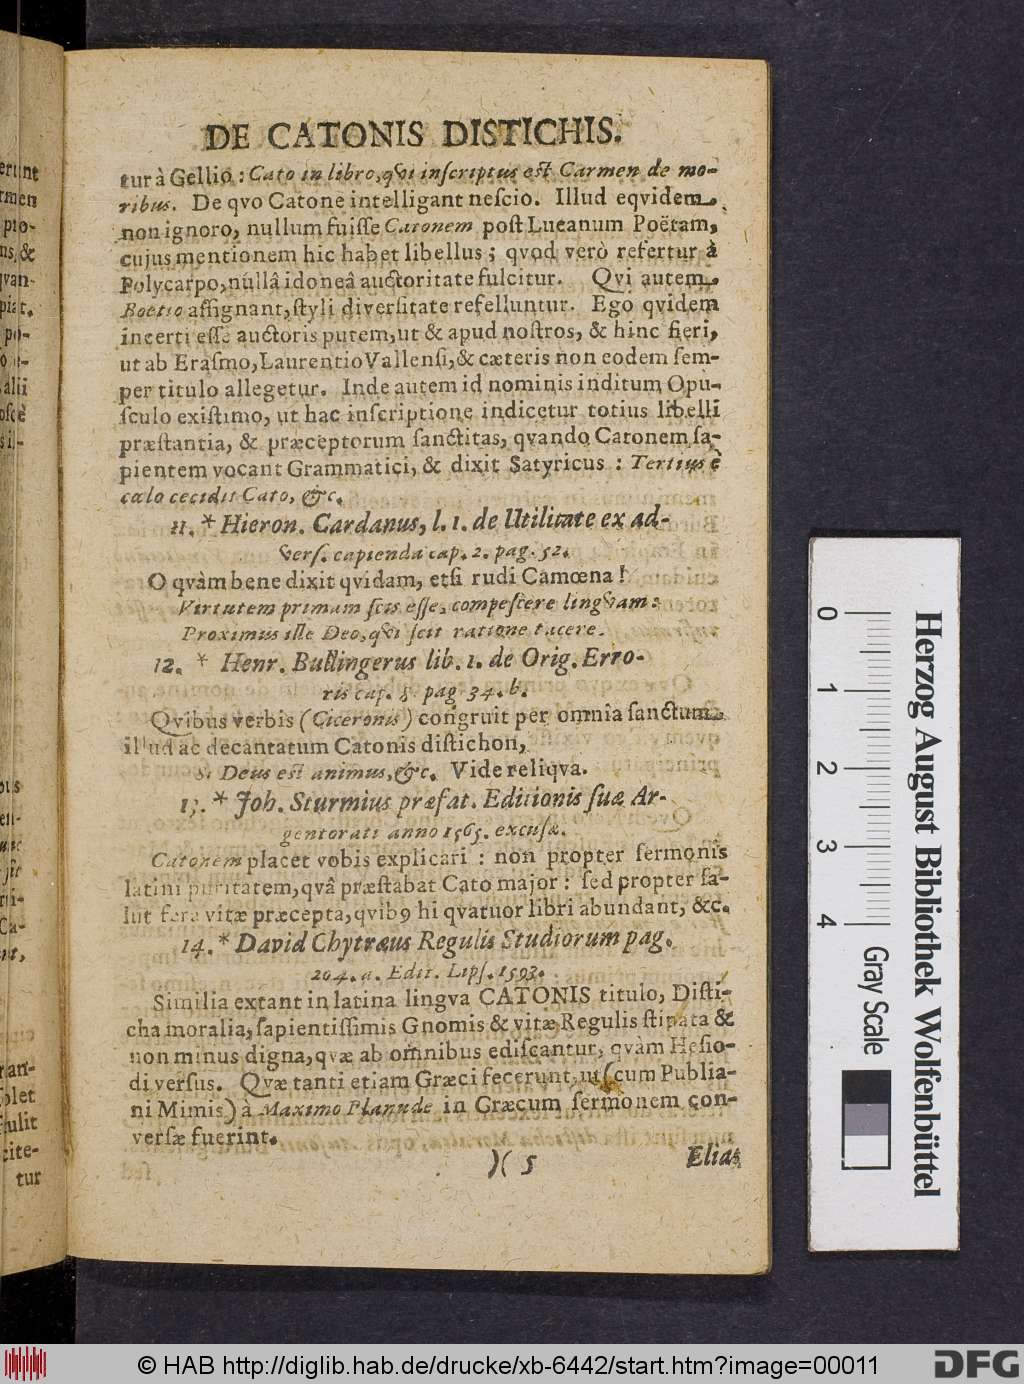 DE CATONIS DISTICHIS.
tur à Gellio: Cato in libro, qvi inscriptus est Carmen de mo-
ribus. De qvo Catone intelligant nescio. Illud eqvidem
non ignoro, nullum fuisse Catonem post Lucanum Poëtam,
cujus mentionem hic habet libellus; qvod verò refertur à
Polycarpo, nullâ idoneâ auctoritate fulcitur. Qvi autem
Boëtio assignant, styli diversitate refelluntur. Ego qvidem
incerti esse auctoris putem, ut & apud nostros, & hinc fieri,
ut ab Erasmo, Laurentio Vallensi, & cæteris non eodem sem-
per titulo allegetur. Inde autem id nominis inditum Opu-
sculo existimo, ut hac inscriptione indicetur totius libelli
præstantia, & præceptorum sanctitas, qvando Catonem sa-
pientem vocant Grammatici, & dixit Satyricus: Tertius è
cœlo cecidit Cato, &c.
11. * Hieron. Cardanus, l. 1. de Utilitate ex ad-
vers. capienda cap. 2. pag. 52.
O qvàm bene dixit qvidam, etsi rudi Camœna!
Virtutem primam scis esse, compescere lingvam:
Proximus ille Deo, qvi scit ratione tacere.
12. * Henr. Bullingerus lib. 1. de Orig. Erro-
ris cap. 5. pag 34. b.
Qvibus verbis (Ciceronis) congruit per omnia sanctum
illud ac decantatum Catonis distichon,
Si Deus est animus, &c. Vide reliqva.
13. * Joh. Sturmius præfat. Editionis suæ Ar-
gentorati anno 1565. excusæ.
Catonem placet vobis explicari: non propter sermonis
latini puritatem, qvâ præstabat Cato major: sed propter sa-
lutifera vitæ præcepta, qvib9 hi qvatuor libri abundant, &c.
14. * David Chytræus Regulis Studiorum pag.
204. a. Edit. Lips. 1593.
Similia extant in latina lingva CATONIS titulo, Disti-
cha moralia, sapientissimis Gnomis & vitæ Regulis stipata &
non minus digna, qvæ ab omnibus ediscantur, qvàm Hesio-
di versus. Qvæ tanti etiam Græci fecerunt, ut (cum Publia-
ni Mimis) à Maximo Planude in Græcum sermonem con-
versæ fuerint.
)( 5 Elias
0 1 2 3 4
Gray Scale
Herzog August Bibliothek Wolfenbüttel
© HAB http://diglib.hab.de/drucke/xb-6442/start.htm?image=00011
DFG